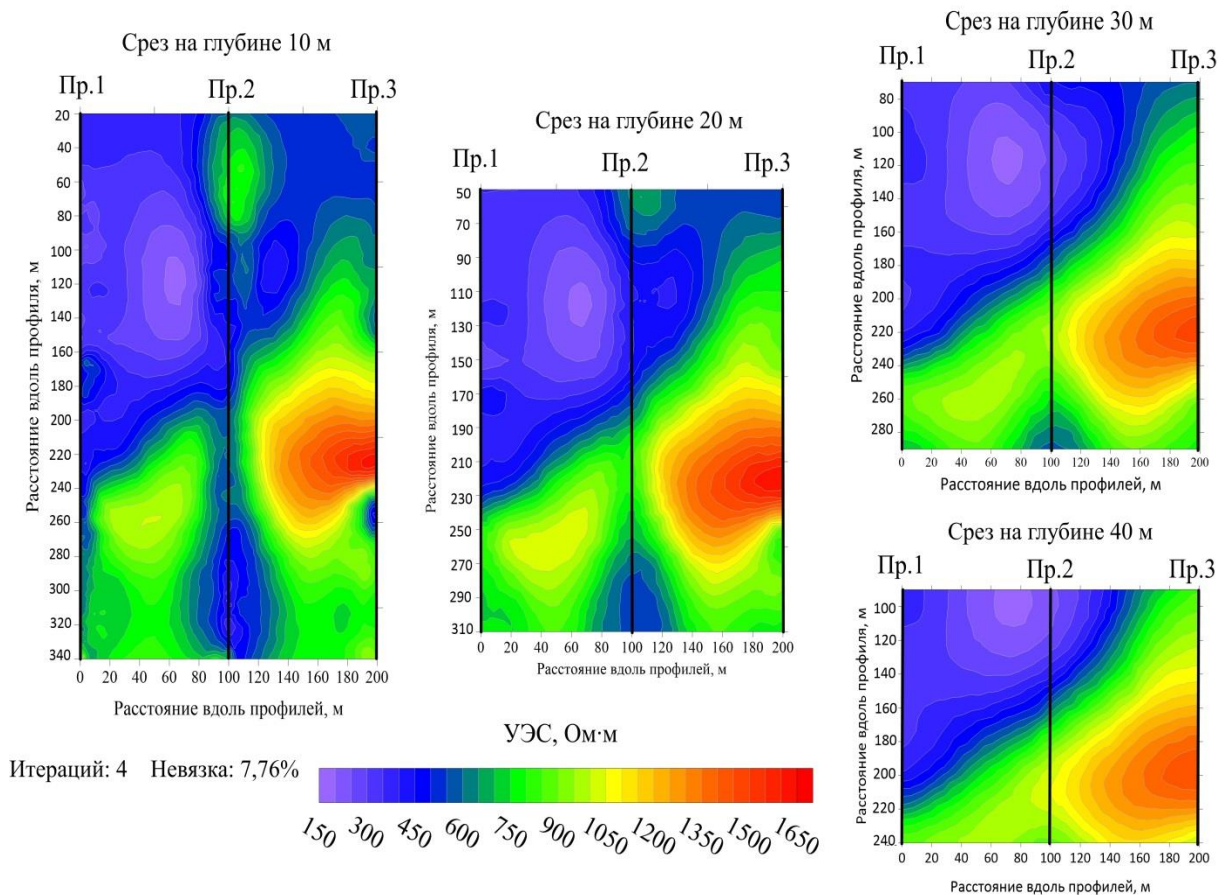 Срез на глубине 10 м
Пр.1 Пр.2 Пр.3
20
40
60
80
100
120
140
160
180
200
220
240
260
280
300
320
340
Расстояние вдоль профиля, м
0 20 40 60 80 100 120 140 160 180 200
Расстояние вдоль профилей, м
Срез на глубине 20 м
Пр.1 Пр.2 Пр.3
50
70
90
110
130
150
170
190
210
230
250
270
290
310
Расстояние вдоль профиля, м
0 20 40 60 80 100 120 140 160 180 200
Расстояние вдоль профилей, м
Срез на глубине 30 м
Пр.1 Пр.2 Пр.3
80
100
120
140
160
180
200
220
240
260
280
Расстояние вдоль профиля, м
0 20 40 60 80 100 120 140 160 180 200
Расстояние вдоль профилей, м
Срез на глубине 40 м
Пр.1 Пр.2 Пр.3
100
120
140
160
180
200
220
240
Расстояние вдоль профиля, м
0 20 40 60 80 100 120 140 160 180 200
Расстояние вдоль профилей, м
УЭС, Ом·м
Итераций: 4 Невязка: 7,76%
150 300 450 600 750 900 1050 1200 1350 1500 1650